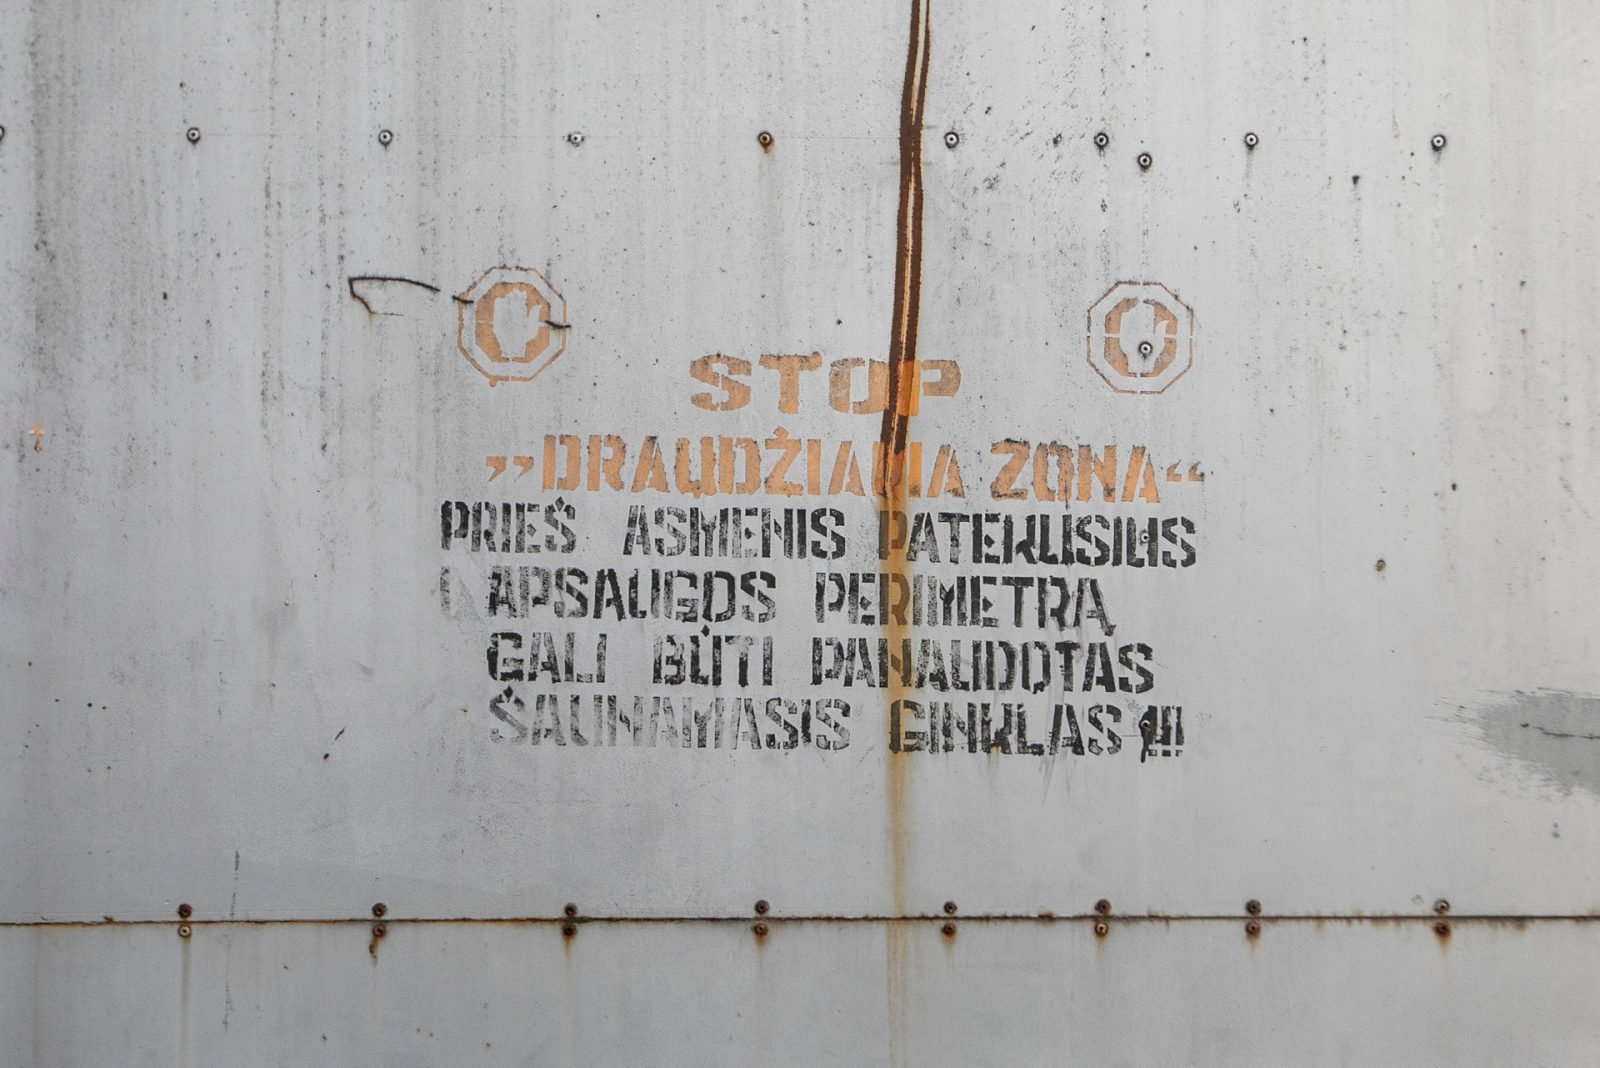 STOP
„DRAUDŽIAMA ZONA“
PRIEŠ ASMENIS PATEKUSIUS
Į APSAUGOS PERIMETRĄ
GALI BŪTI PANAUDOTAS
ŠAUNAMASIS GINKLAS !!!